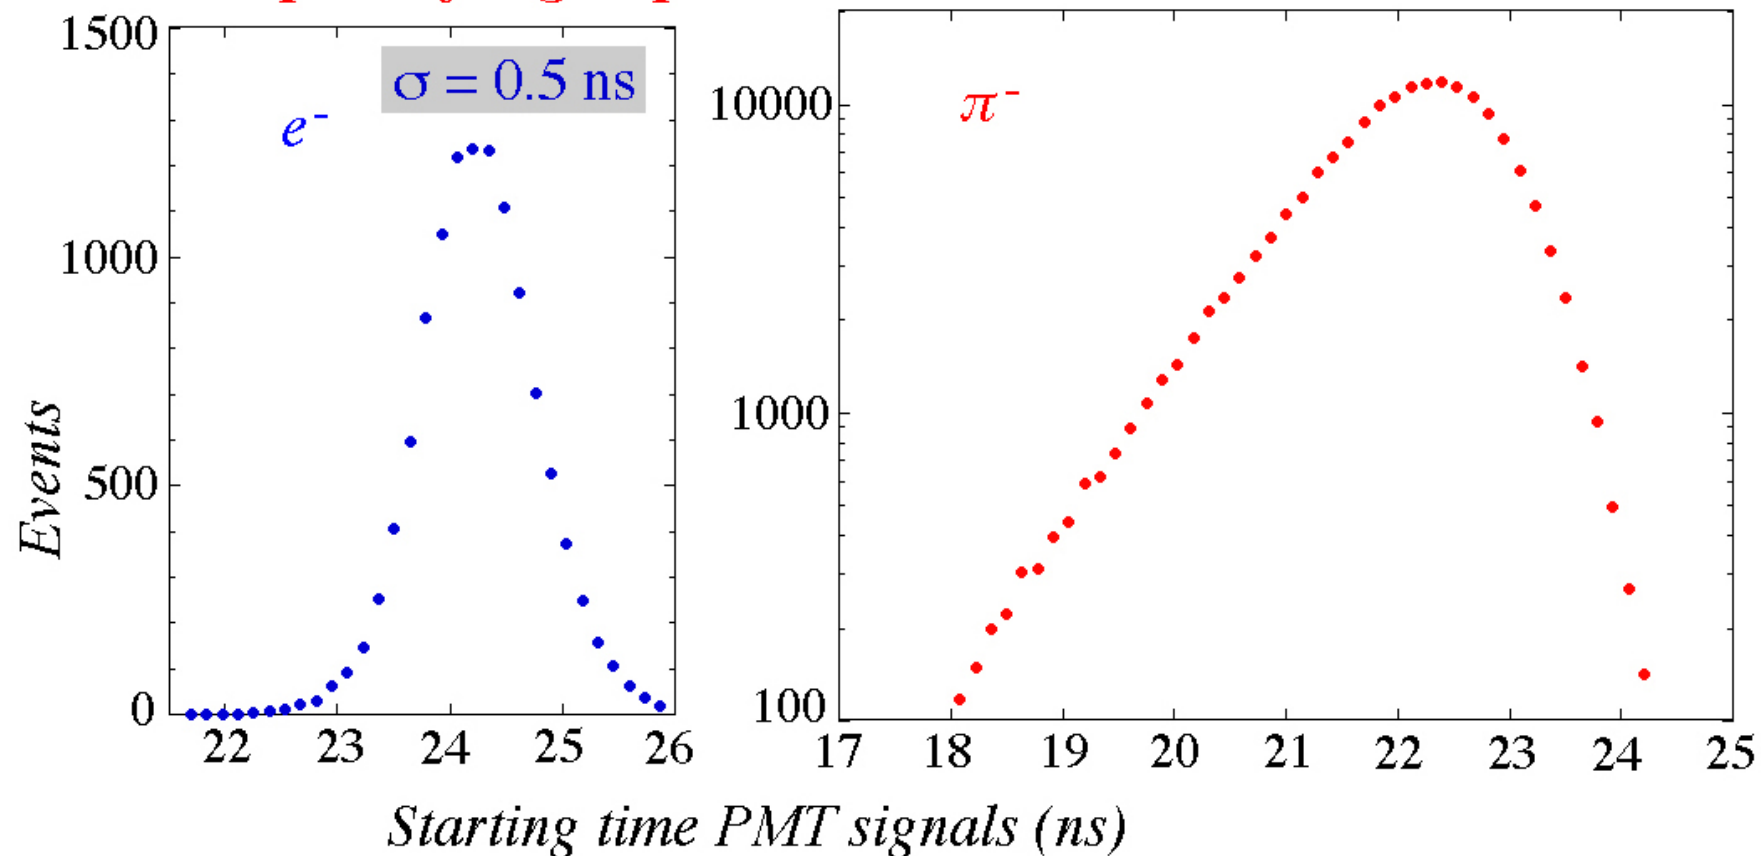 1500
σ = 0.5 ns
e⁻
1000
500
0
22 23 24 25 26
Events
10000
π⁻
1000
100
17 18 19 20 21 22 23 24 25
Starting time PMT signals (ns)